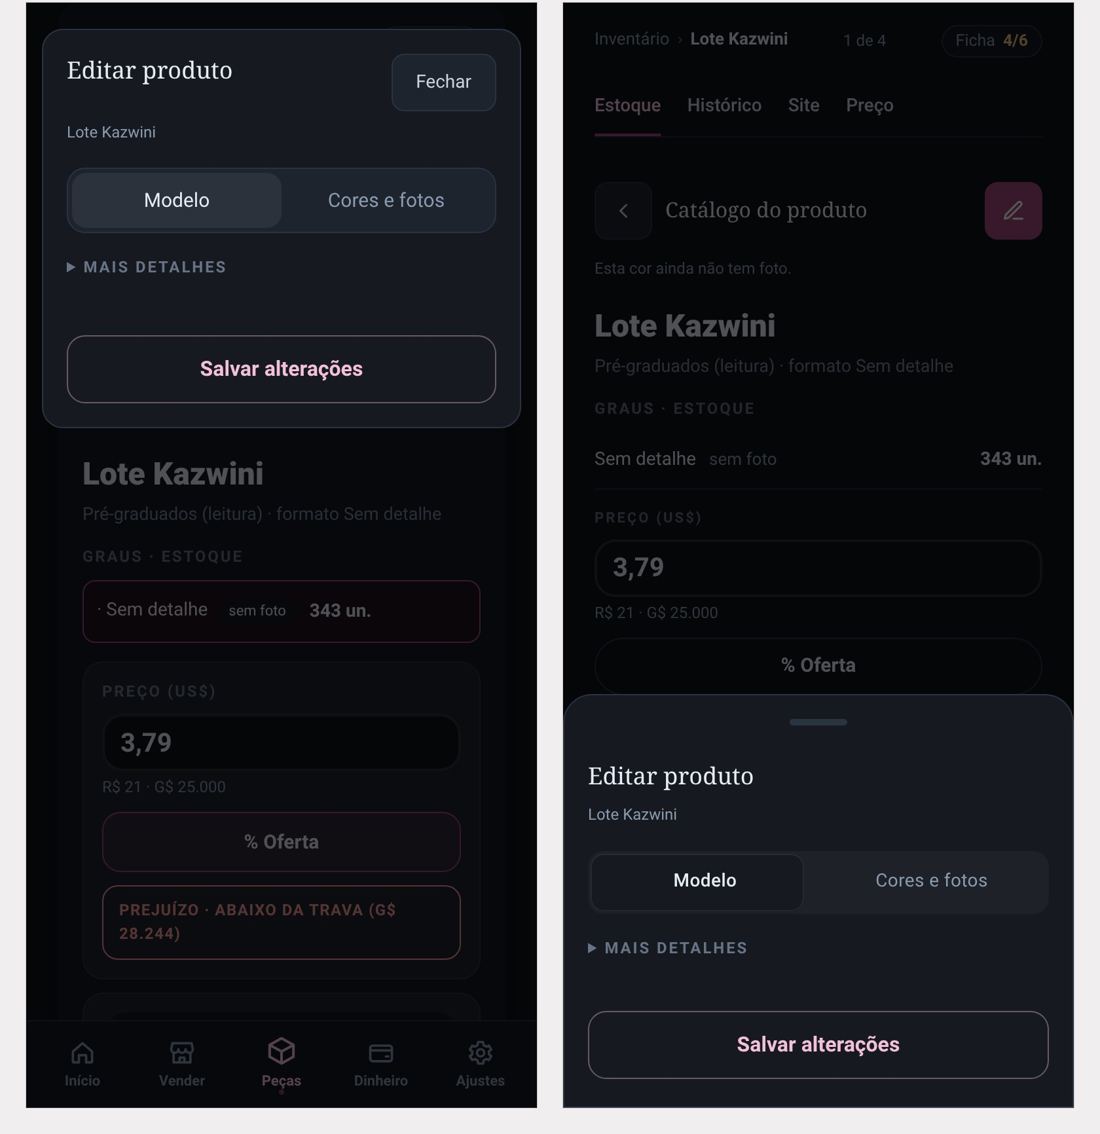 Editar produto
Fechar
Lote Kazwini
Modelo
Cores e fotos
MAIS DETALHES
Salvar alterações
Lote Kazwini
Pré-graduados (leitura) · formato Sem detalhe
GRAUS · ESTOQUE
· Sem detalhe sem foto 343 un.
PREÇO (US$)
3,79
R$ 21 · G$ 25.000
% Oferta
PREJUÍZO · ABAIXO DA TRAVA (G$
28.244)
Início
Vender
Peças
Dinheiro
Ajustes
Inventário › Lote Kazwini
1 de 4
Ficha 4/6
Estoque
Histórico
Site
Preço
Catálogo do produto
Esta cor ainda não tem foto.
Lote Kazwini
Pré-graduados (leitura) · formato Sem detalhe
GRAUS · ESTOQUE
Sem detalhe sem foto 343 un.
PREÇO (US$)
3,79
R$ 21 · G$ 25.000
% Oferta
Editar produto
Lote Kazwini
Modelo
Cores e fotos
MAIS DETALHES
Salvar alterações